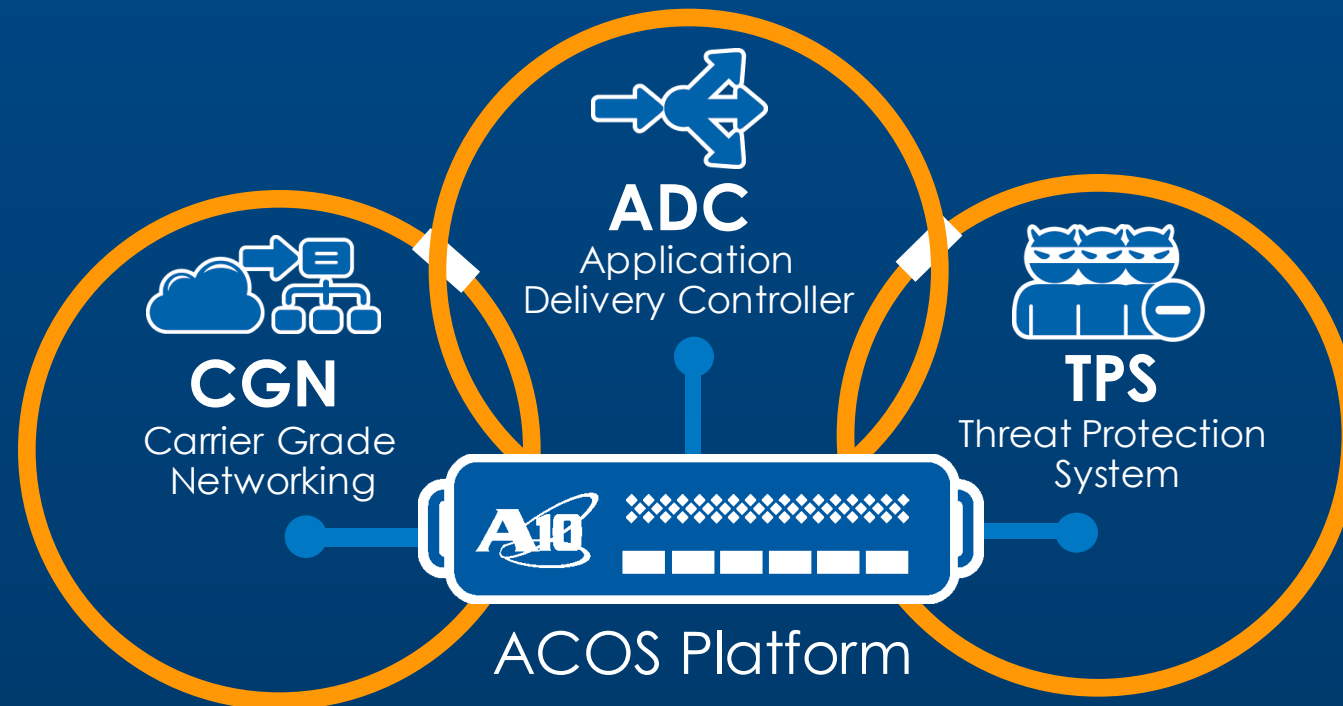 ADC
Application
Delivery Controller
CGN
Carrier Grade
Networking
TPS
Threat Protection
System
A10
ACOS Platform